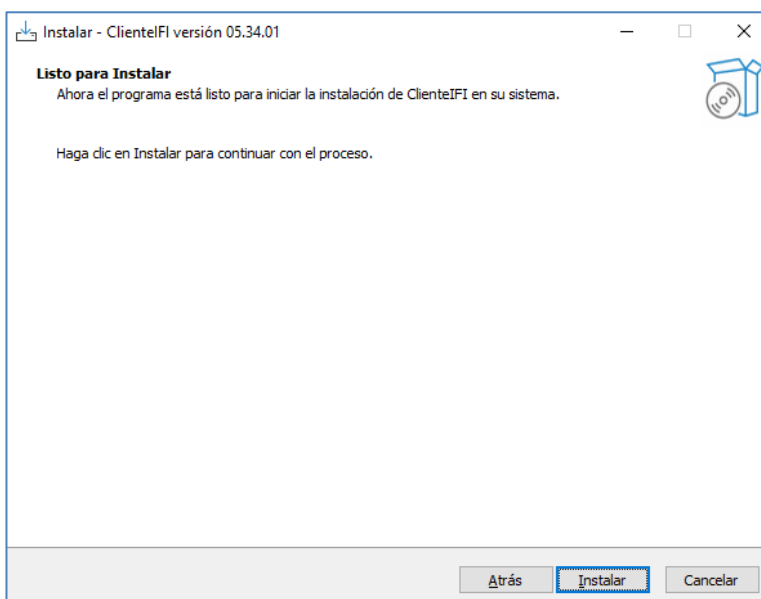 Instalar - ClienteIFI versión 05.34.01
Listo para Instalar
Ahora el programa está listo para iniciar la instalación de ClienteIFI en su sistema.
Haga clic en Instalar para continuar con el proceso.
Atrás
Instalar
Cancelar